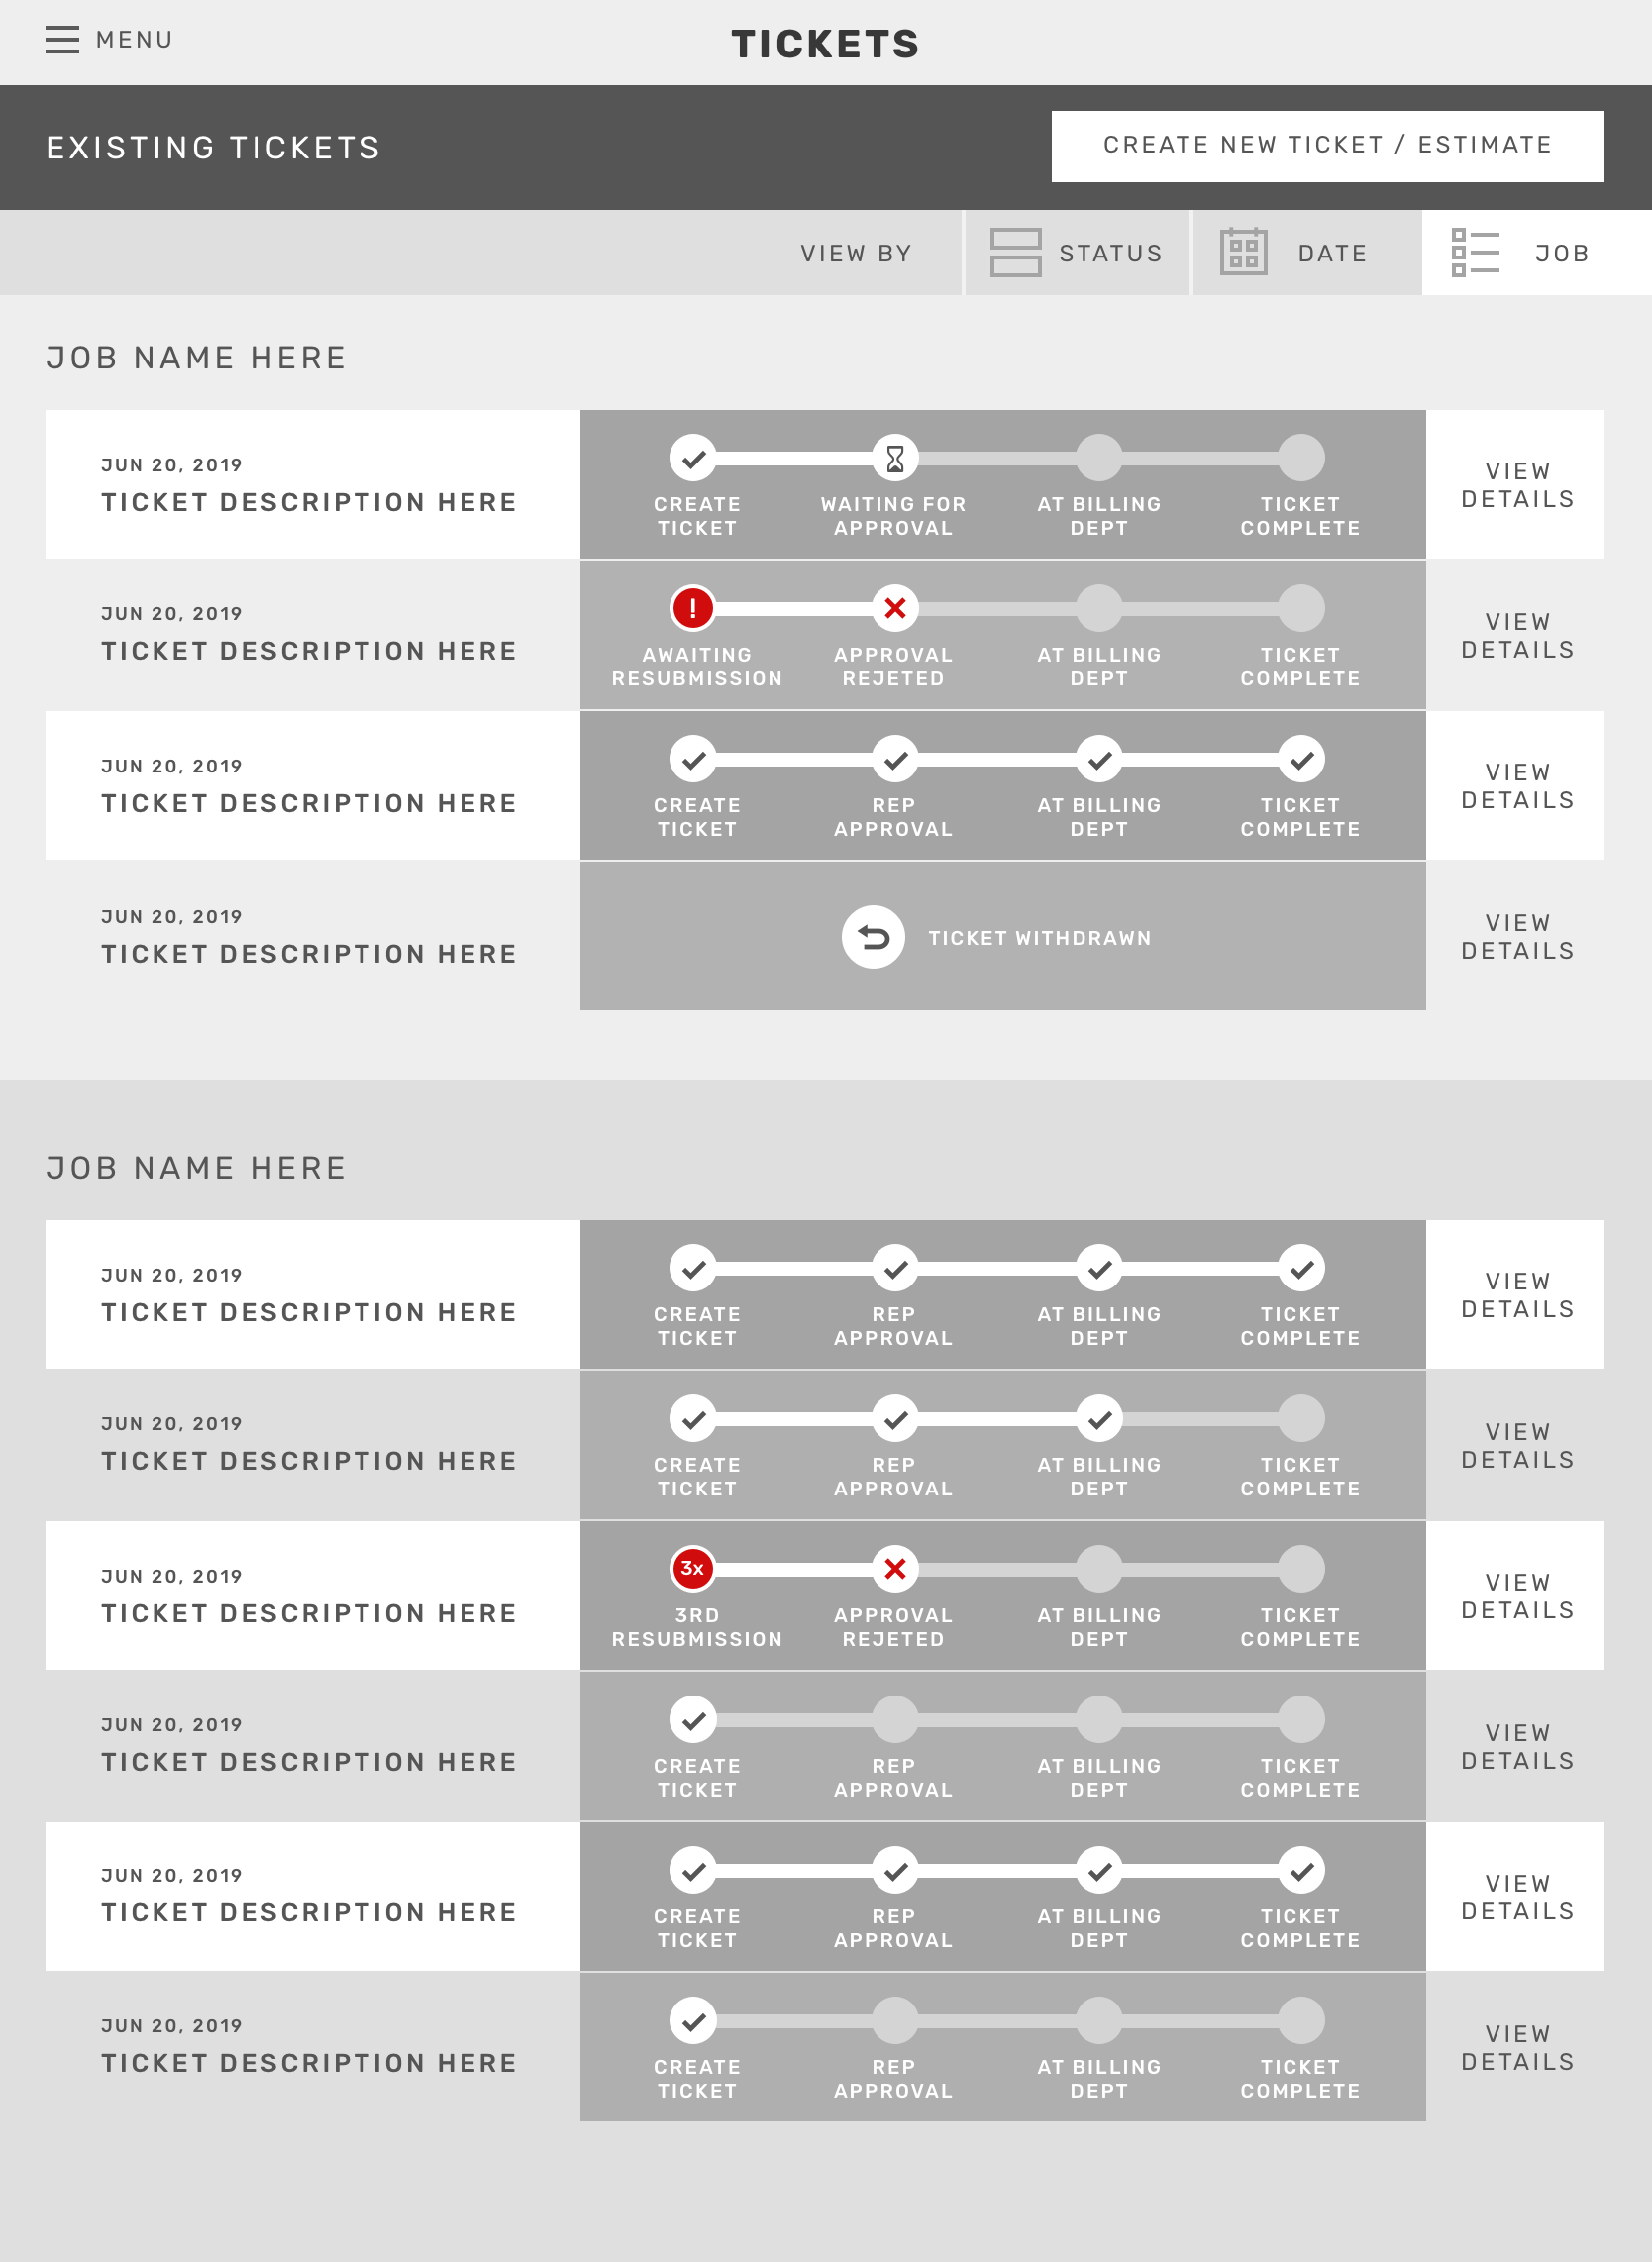 MENU
TICKETS
EXISTING TICKETS
CREATE NEW TICKET / ESTIMATE
VIEW BY
STATUS
DATE
JOB
JOB NAME HERE
JUN 20, 2019
TICKET DESCRIPTION HERE
CREATE
TICKET
WAITING FOR
APPROVAL
AT BILLING
DEPT
TICKET
COMPLETE
VIEW
DETAILS
JUN 20, 2019
TICKET DESCRIPTION HERE
!
AWAITING
RESUBMISSION
APPROVAL
REJETED
AT BILLING
DEPT
TICKET
COMPLETE
VIEW
DETAILS
JUN 20, 2019
TICKET DESCRIPTION HERE
CREATE
TICKET
REP
APPROVAL
AT BILLING
DEPT
TICKET
COMPLETE
VIEW
DETAILS
JUN 20, 2019
TICKET DESCRIPTION HERE
TICKET WITHDRAWN
VIEW
DETAILS
JOB NAME HERE
JUN 20, 2019
TICKET DESCRIPTION HERE
CREATE
TICKET
REP
APPROVAL
AT BILLING
DEPT
TICKET
COMPLETE
VIEW
DETAILS
JUN 20, 2019
TICKET DESCRIPTION HERE
CREATE
TICKET
REP
APPROVAL
AT BILLING
DEPT
TICKET
COMPLETE
VIEW
DETAILS
JUN 20, 2019
TICKET DESCRIPTION HERE
3x
3RD
RESUBMISSION
APPROVAL
REJETED
AT BILLING
DEPT
TICKET
COMPLETE
VIEW
DETAILS
JUN 20, 2019
TICKET DESCRIPTION HERE
CREATE
TICKET
REP
APPROVAL
AT BILLING
DEPT
TICKET
COMPLETE
VIEW
DETAILS
JUN 20, 2019
TICKET DESCRIPTION HERE
CREATE
TICKET
REP
APPROVAL
AT BILLING
DEPT
TICKET
COMPLETE
VIEW
DETAILS
JUN 20, 2019
TICKET DESCRIPTION HERE
CREATE
TICKET
REP
APPROVAL
AT BILLING
DEPT
TICKET
COMPLETE
VIEW
DETAILS